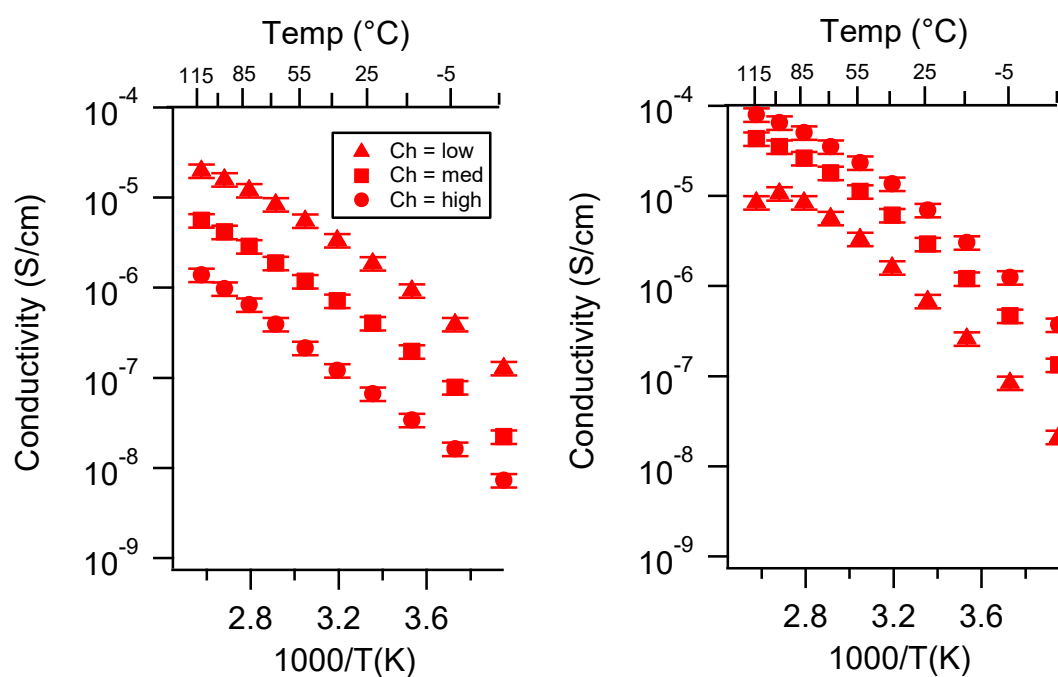 Temp (°C)
115 85 55 25 -5
10-4
10-5
10-6
10-7
10-8
10-9
Conductivity (S/cm)
Ch = low
Ch = med
Ch = high
2.8 3.2 3.6
1000/T(K)
Temp (°C)
115 85 55 25 -5
10-4
10-5
10-6
10-7
10-8
10-9
Conductivity (S/cm)
2.8 3.2 3.6
1000/T(K)